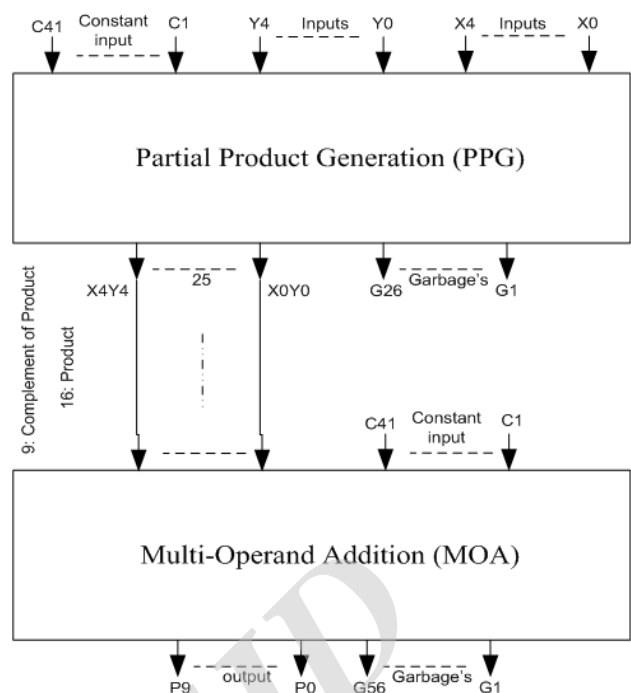 C41 Constant input C1 Y4 Inputs Y0 X4 Inputs X0
Partial Product Generation (PPG)
X4Y4 25 X0Y0 G26 Garbage's G1
9: Complement of Product
16: Product
C41 Constant input C1
Multi-Operand Addition (MOA)
P9 output P0 G56 Garbage's G1